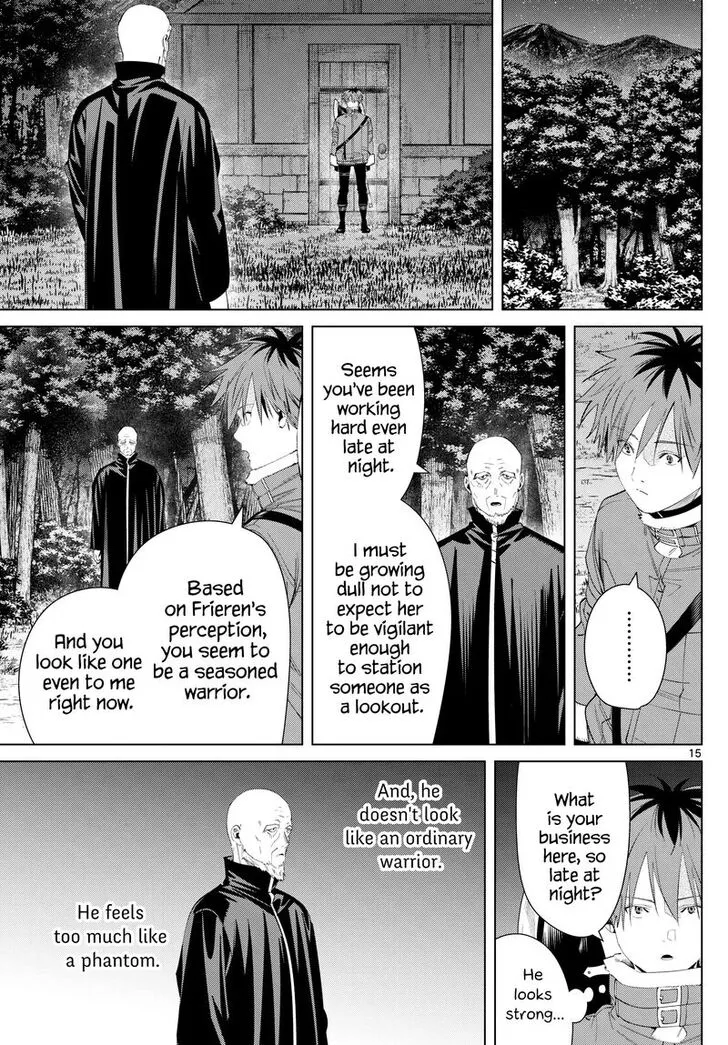 .........
Seems
you've been
working
hard even
late at
night.
I must
be growing
dull not to
expect her
to be vigilant
enough
to station
someone as
a lookout.
Based
on Frieren's
perception,
you seem to
be a seasoned
warrior.
And you
look like one
even to me
right now.
15
What
is your
business
here, so
late at
night?
He
looks
strong...
And, he
doesn't look
like an ordinary
warrior.
He feels
too much like
a phantom.